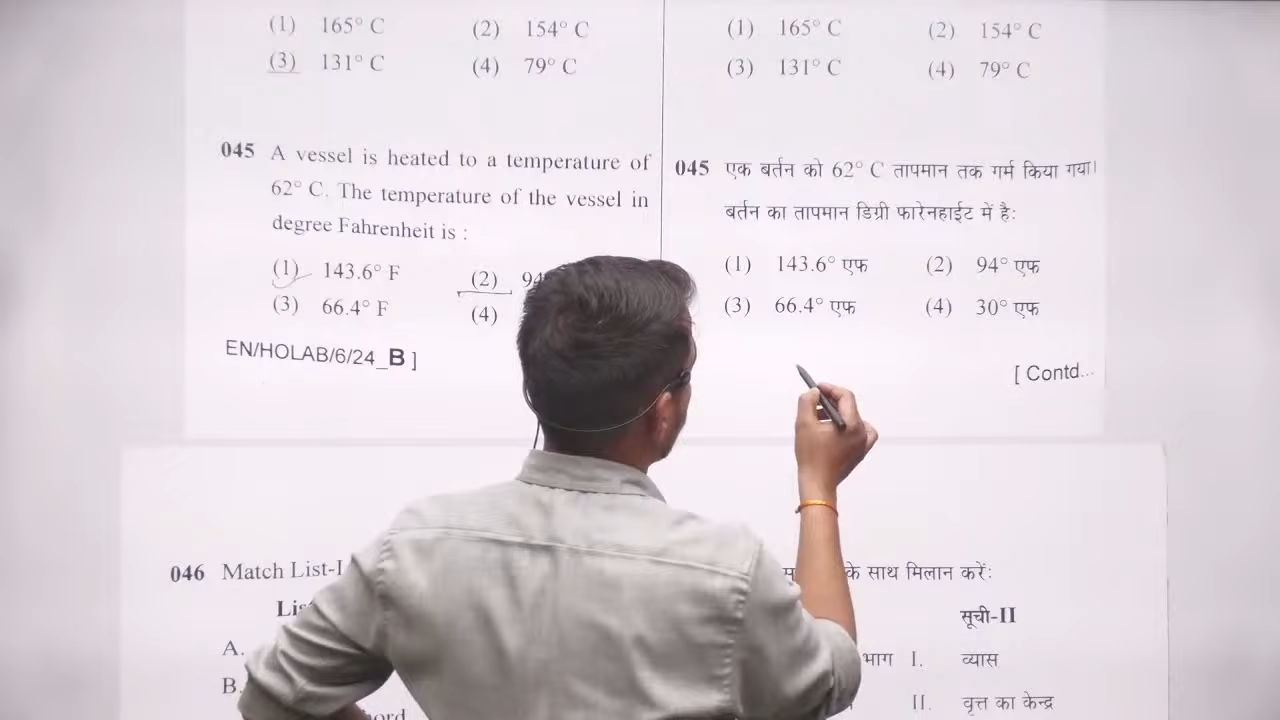 (1) 165° C (2) 154° C
(3) 131° C (4) 79° C
045 A vessel is heated to a temperature of
62° C. The temperature of the vessel in
degree Fahrenheit is :
(1) 143.6° F (2)
(3) 66.4° F (4)
EN/HOLAB/6/24_B ]
046 Match List-I
A.
B.
(1) 165° C (2) 154° C
(3) 131° C (4) 79° C
045 एक बर्तन को 62° C तापमान तक गर्म किया गया।
बर्तन का तापमान डिग्री फारेनहाईट में है:
(1) 143.6° एफ (2) 94° एफ
(3) 66.4° एफ (4) 30° एफ
[ Contd...
के साथ मिलान करें:
सूची-II
भाग I. व्यास
II. वृत्त का केन्द्र